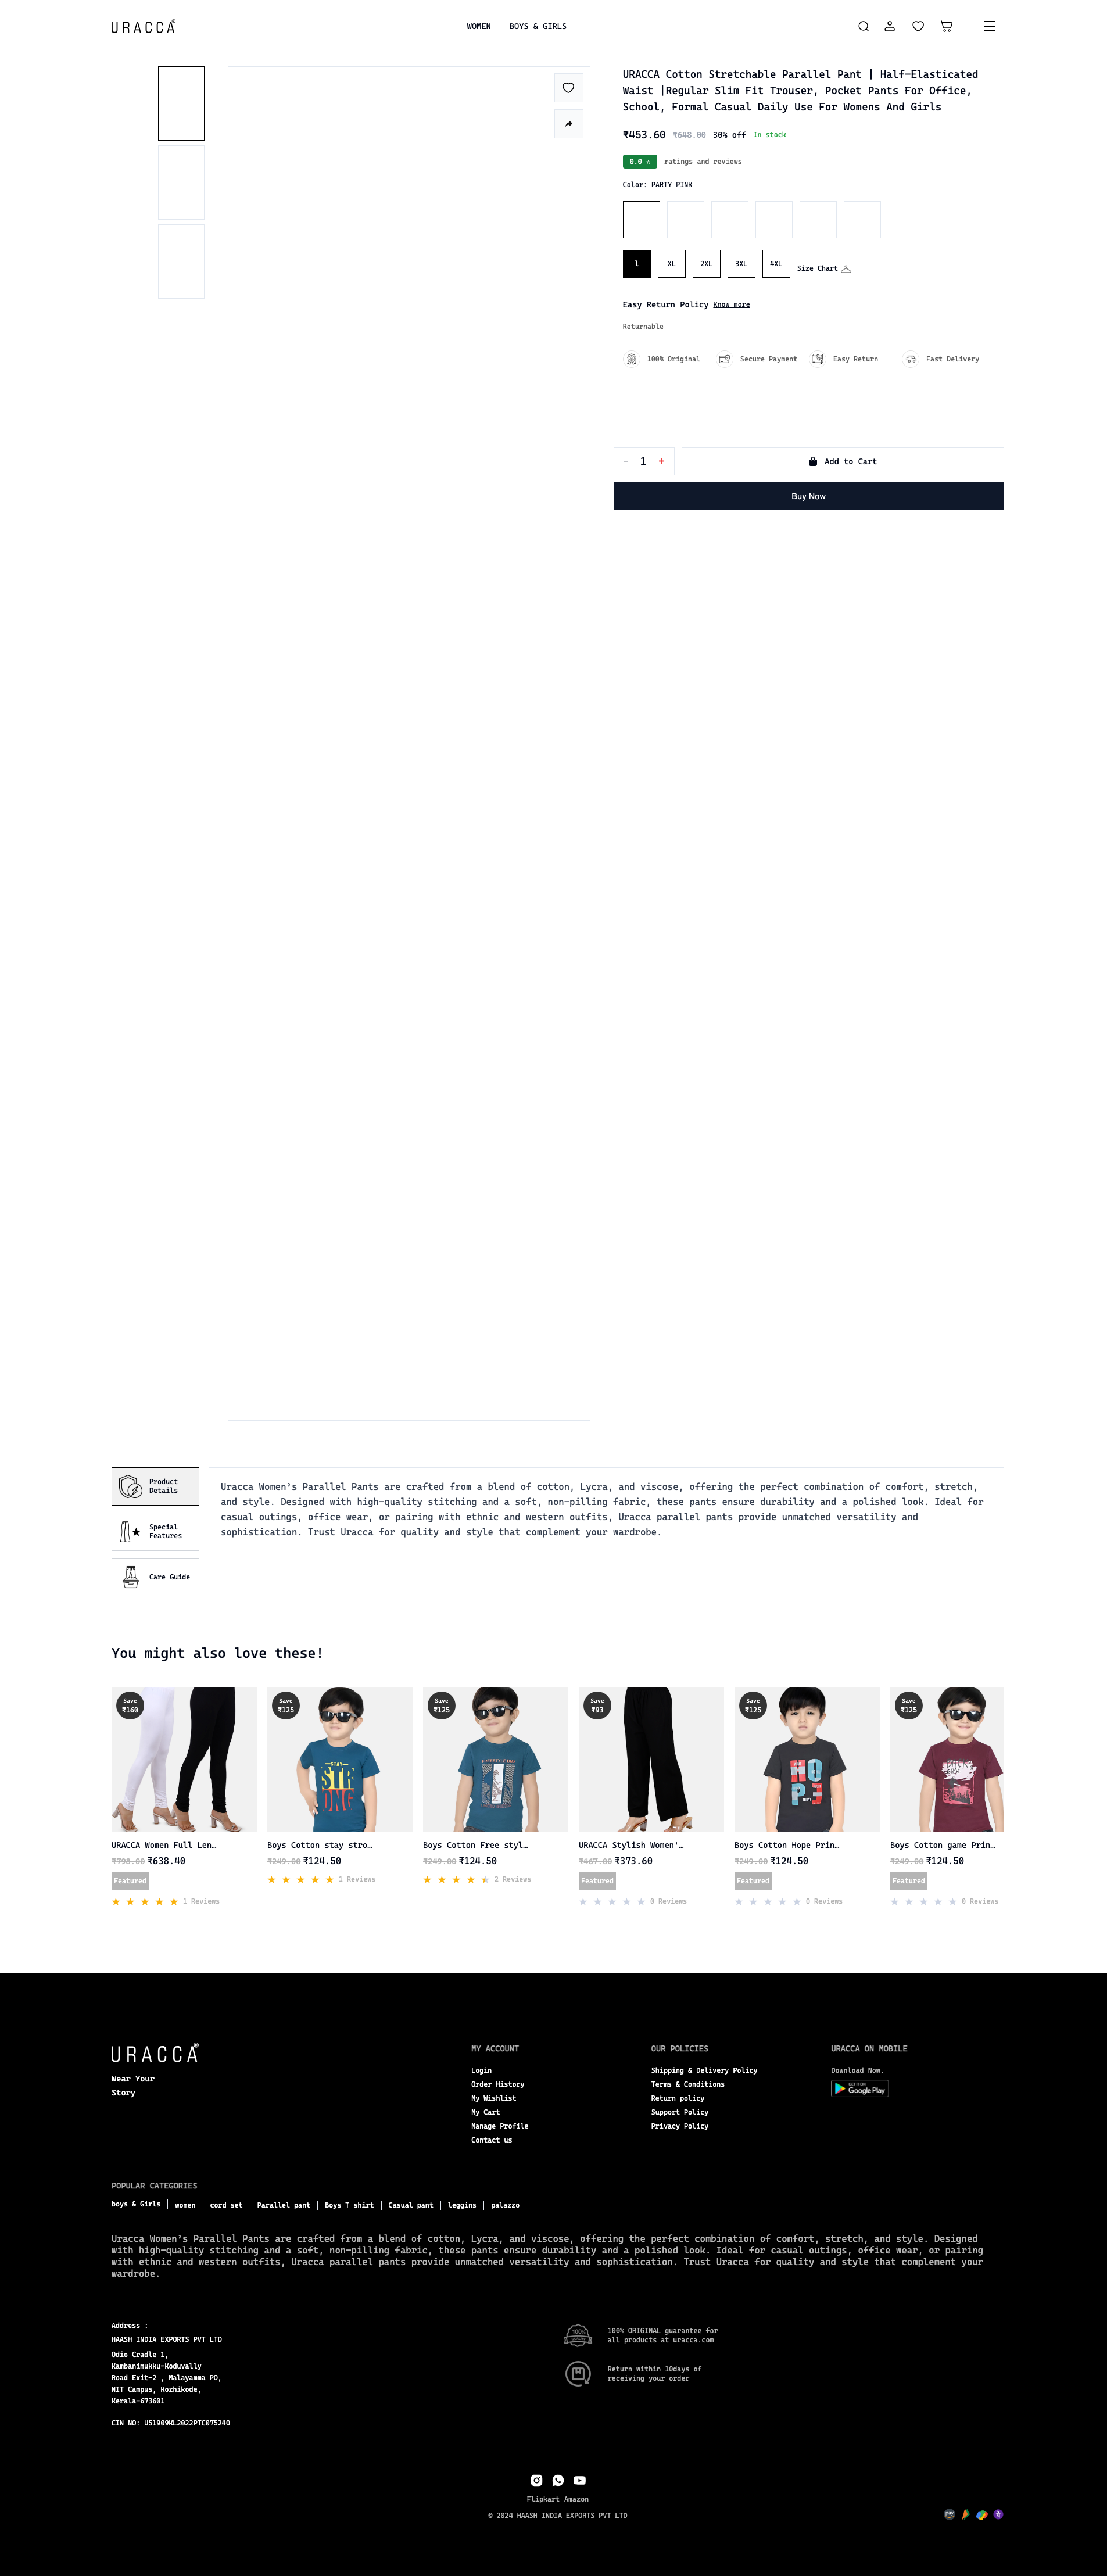 URACCA®
WOMEN BOYS & GIRLS
URACCA Cotton Stretchable Parallel Pant | Half-Elasticated
Waist |Regular Slim Fit Trouser, Pocket Pants For Office,
School, Formal Casual Daily Use For Womens And Girls
₹453.60 ₹648.00 30% off In stock
0.0 ☆ ratings and reviews
Color: PARTY PINK
l XL 2XL 3XL 4XL Size Chart
Easy Return Policy Know more
Returnable
100% Original Secure Payment Easy Return Fast Delivery
- 1 + Add to Cart
Buy Now
Product
Details
Special
Features
Care Guide
Uracca Women’s Parallel Pants are crafted from a blend of cotton, Lycra, and viscose, offering the perfect combination of comfort, stretch,
and style. Designed with high-quality stitching and a soft, non-pilling fabric, these pants ensure durability and a polished look. Ideal for
casual outings, office wear, or pairing with ethnic and western outfits, Uracca parallel pants provide unmatched versatility and
sophistication. Trust Uracca for quality and style that complement your wardrobe.
You might also love these!
Save
₹160
Save
₹125
Save
₹125
Save
₹93
Save
₹125
Save
₹125
STAY
HOPE
URACCA Women Full Len…
₹798.00 ₹638.40
Featured
1 Reviews
Boys Cotton stay stro…
₹249.00 ₹124.50
1 Reviews
Boys Cotton Free styl…
₹249.00 ₹124.50
2 Reviews
URACCA Stylish Women'…
₹467.00 ₹373.60
Featured
0 Reviews
Boys Cotton Hope Prin…
₹249.00 ₹124.50
Featured
0 Reviews
Boys Cotton game Prin…
₹249.00 ₹124.50
Featured
0 Reviews
URACCA®
Wear Your
Story
MY ACCOUNT
Login
Order History
My Wishlist
My Cart
Manage Profile
Contact us
OUR POLICIES
Shipping & Delivery Policy
Terms & Conditions
Return policy
Support Policy
Privacy Policy
URACCA ON MOBILE
Download Now.
GET IT ON
Google Play
POPULAR CATEGORIES
boys & Girls | women | cord set | Parallel pant | Boys T shirt | Casual pant | leggins | palazzo
Uracca Women’s Parallel Pants are crafted from a blend of cotton, Lycra, and viscose, offering the perfect combination of comfort, stretch, and style. Designed
with high-quality stitching and a soft, non-pilling fabric, these pants ensure durability and a polished look. Ideal for casual outings, office wear, or pairing
with ethnic and western outfits, Uracca parallel pants provide unmatched versatility and sophistication. Trust Uracca for quality and style that complement your
wardrobe.
Address :
HAASH INDIA EXPORTS PVT LTD
Odio Cradle 1,
Kambanimukku-Koduvally
Road Exit-2 , Malayamma PO,
NIT Campus, Kozhikode,
Kerala-673601
CIN NO: U51909KL2022PTC075240
100% ORIGINAL guarantee for
all products at uracca.com
Return within 10days of
receiving your order
Flipkart Amazon
© 2024 HAASH INDIA EXPORTS PVT LTD